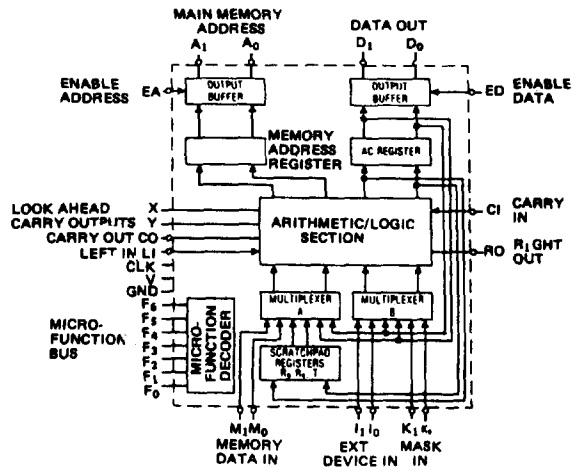 MAIN MEMORY
ADDRESS
A1 A0
DATA OUT
D1 D0
ENABLE
ADDRESS
EA
OUTPUT
BUFFER
OUTPUT
BUFFER
ED
ENABLE
DATA
MEMORY
ADDRESS
REGISTER
AC REGISTER
LOOK AHEAD X
CARRY OUTPUTS Y
CARRY OUT CO
LEFT IN LI
CLK
V
GND
ARITHMETIC/LOGIC
SECTION
CI
CARRY
IN
RO
RIGHT
OUT
MULTIPLEXER
A
MULTIPLEXER
B
MICRO-
FUNCTION
BUS
F6
F5
F4
F3
F2
F1
F0
MICRO-
FUNCTION
DECODER
SCRATCHPAD
REGISTERS
T
M1 M0
MEMORY
DATA IN
I1 I0
EXT
DEVICE IN
K1 K0
MASK
IN